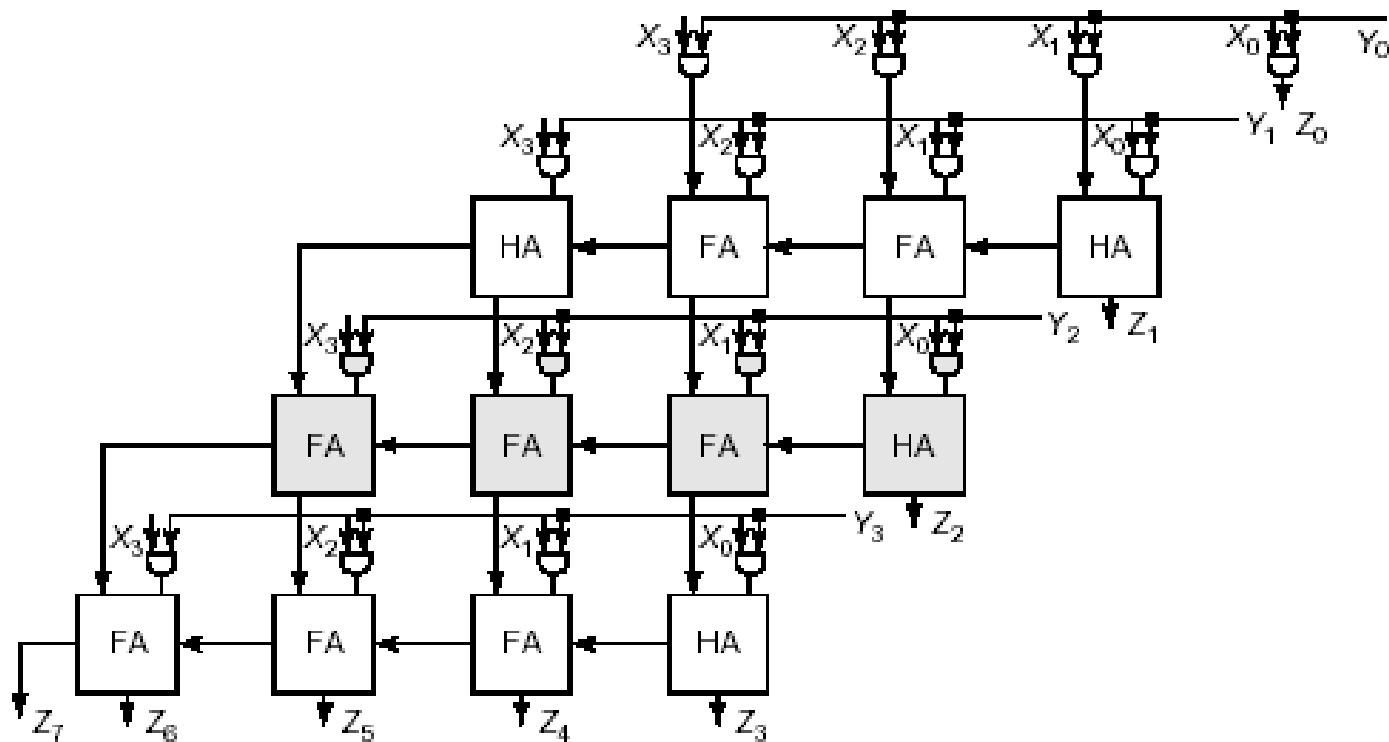 X3 X2 X1 X0 Y0
X3 X2 X1 X0 Y1 Z0
HA FA FA HA
X3 X2 X1 X0 Y2 Z1
FA FA FA HA
X3 X2 X1 X0 Y3 Z2
FA FA FA HA
Z7 Z6 Z5 Z4 Z3